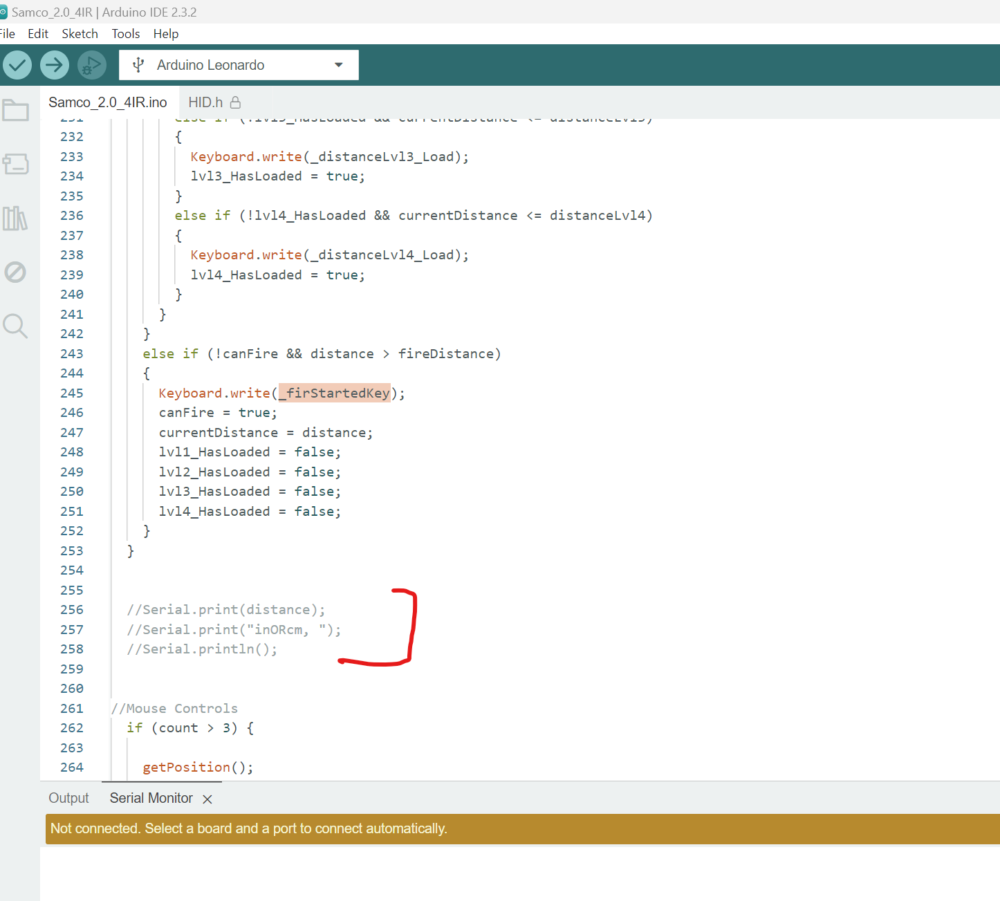 Samco_2.0_4IR | Arduino IDE 2.3.2
File Edit Sketch Tools Help
Arduino Leonardo
Samco_2.0_4IR.ino HID.h
231 else if (!lvl3_HasLoaded && currentDistance <= distanceLvl3)
232 {
233 Keyboard.write(_distanceLvl3_Load);
234 lvl3_HasLoaded = true;
235 }
236 else if (!lvl4_HasLoaded && currentDistance <= distanceLvl4)
237 {
238 Keyboard.write(_distanceLvl4_Load);
239 lvl4_HasLoaded = true;
240 }
241 }
242 }
243 else if (!canFire && distance > fireDistance)
244 {
245 Keyboard.write(_firStartedKey);
246 canFire = true;
247 currentDistance = distance;
248 lvl1_HasLoaded = false;
249 lvl2_HasLoaded = false;
250 lvl3_HasLoaded = false;
251 lvl4_HasLoaded = false;
252 }
253 }
254
255
256 //Serial.print(distance);
257 //Serial.print("inORcm, ");
258 //Serial.println();
259
260
261 //Mouse Controls
262 if (count > 3) {
263
264 getPosition();
Output Serial Monitor
Not connected. Select a board and a port to connect automatically.